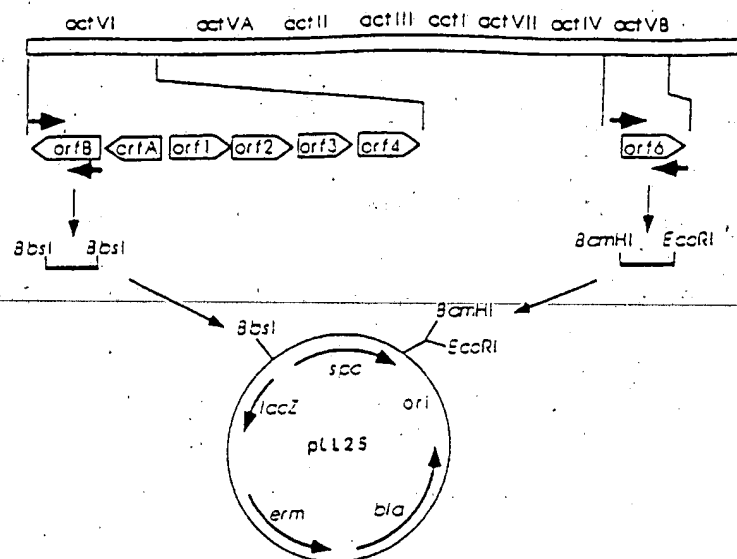 actVI actVA actII actIII actI actVII actIV actVB
orfB orfA orf1 orf2 orf3 orf4 orf6
BbsI BbsI BamHI EcoRI
BbsI BamHI
EcoRI
spc
lacZ ori
pLL25
erm bla